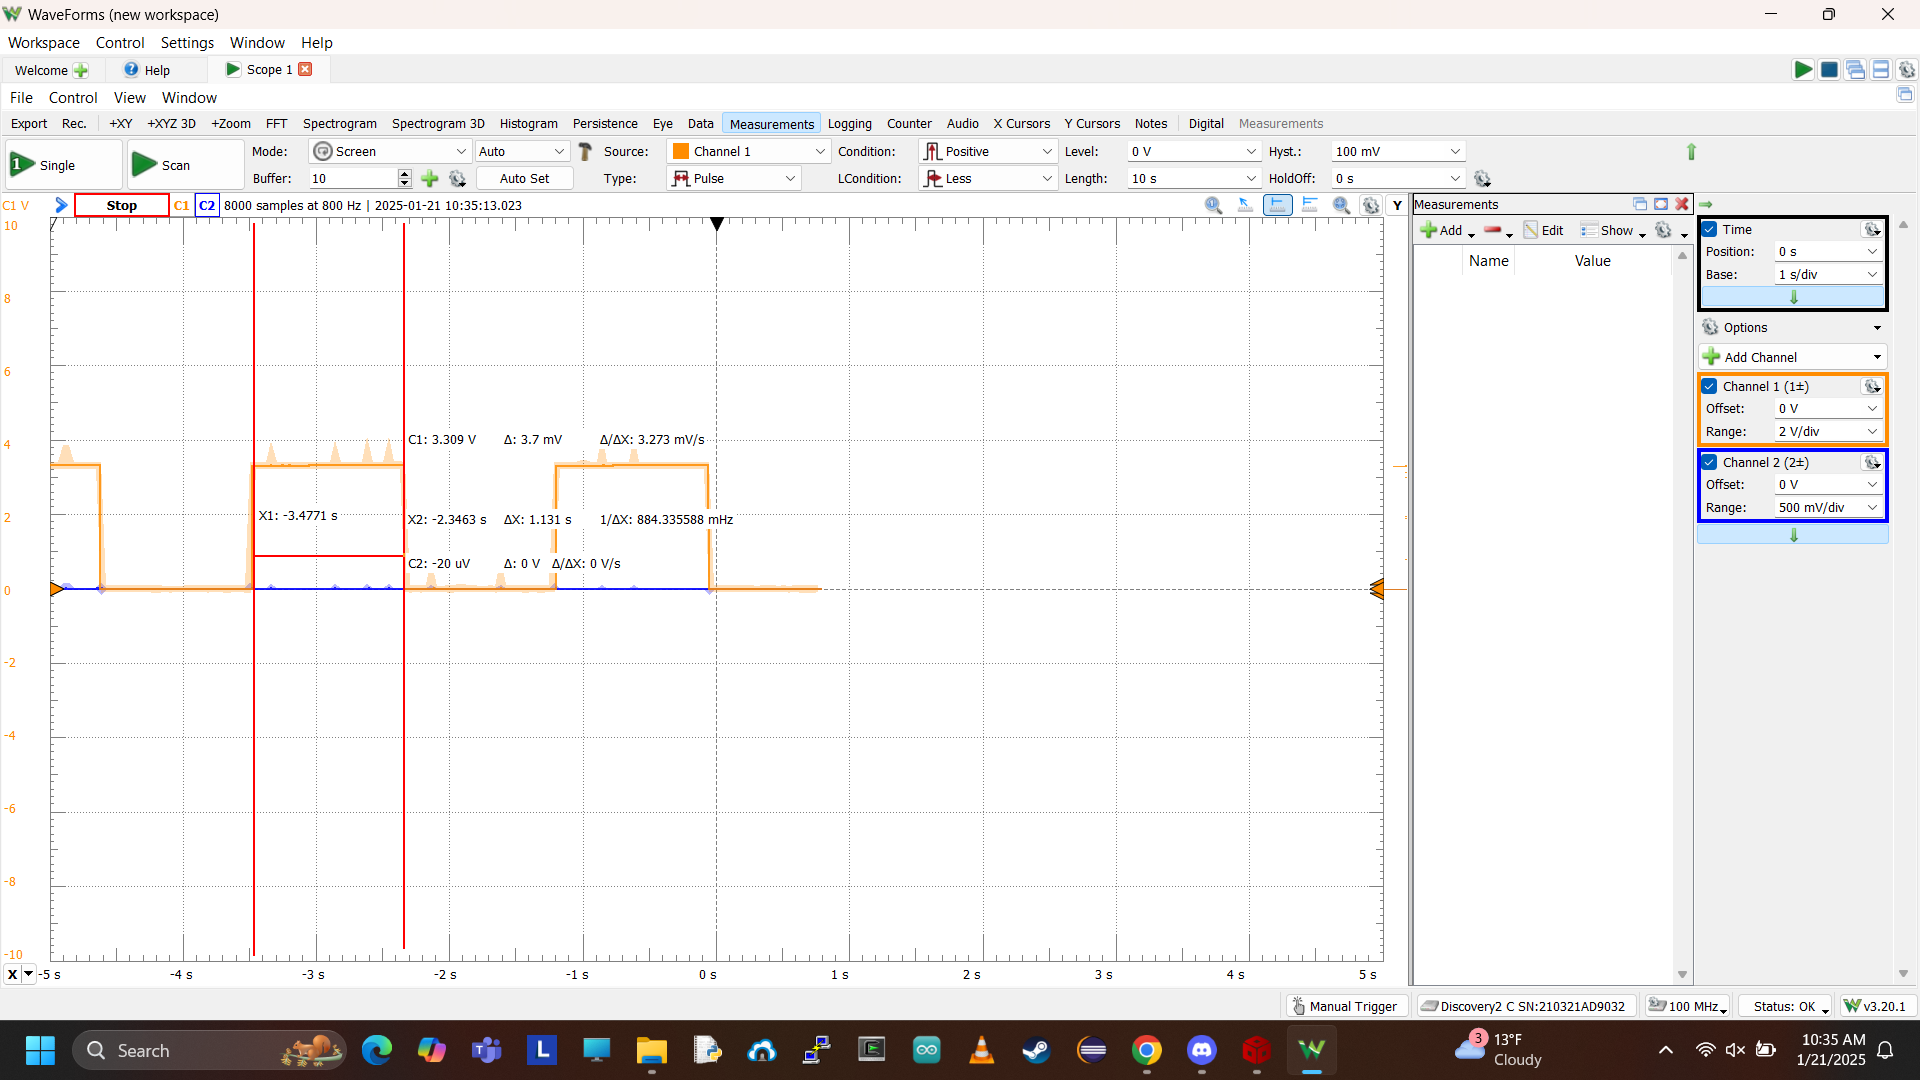 WaveForms (new workspace)
Workspace Control Settings Window Help
Welcome Help Scope 1
File Control View Window
Export Rec. +XY +XYZ 3D +Zoom FFT Spectrogram Spectrogram 3D Histogram Persistence Eye Data Measurements Logging Counter Audio X Cursors Y Cursors Notes Digital Measurements
1 Single Scan Mode: Screen Auto Source: Channel 1 Condition: Positive Level: 0 V Hyst.: 100 mV
Buffer: 10 Auto Set Type: Pulse LCondition: Less Length: 10 s HoldOff: 0 s
C1 V Stop C1 C2 8000 samples at 800 Hz | 2025-01-21 10:35:13.023 Y
10
8
6
4
2
0
-2
-4
-6
-8
-10
C1: 3.309 V Δ: 3.7 mV Δ/ΔX: 3.273 mV/s
X1: -3.4771 s
X2: -2.3463 s ΔX: 1.131 s 1/ΔX: 884.335588 mHz
C2: -20 uV Δ: 0 V Δ/ΔX: 0 V/s
X -5 s -4 s -3 s -2 s -1 s 0 s 1 s 2 s 3 s 4 s 5 s
Measurements
Add Edit Show
Name Value
Time
Position: 0 s
Base: 1 s/div
Options
Add Channel
Channel 1 (1±)
Offset: 0 V
Range: 2 V/div
Channel 2 (2±)
Offset: 0 V
Range: 500 mV/div
Manual Trigger Discovery2 C SN:210321AD9032 100 MHz Status: OK v3.20.1
Search
L
3
13°F
Cloudy
10:35 AM
1/21/2025